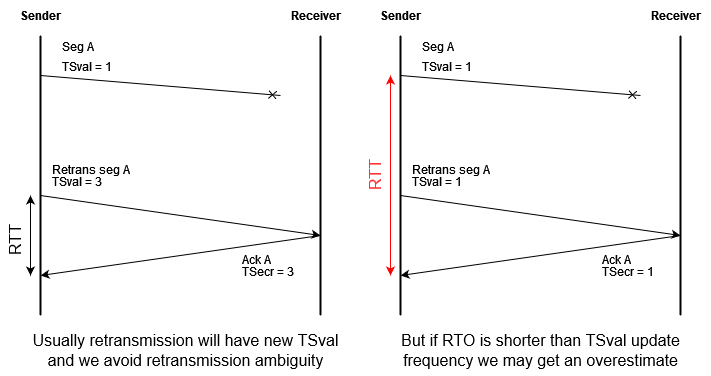 Sender
Receiver
Seg A
TSval = 1
Retrans seg A
TSval = 3
RTT
Ack A
TSecr = 3
Usually retransmission will have new TSval
and we avoid retransmission ambiguity
Sender
Receiver
Seg A
TSval = 1
RTT
Retrans seg A
TSval = 1
Ack A
TSecr = 1
But if RTO is shorter than TSval update
frequency we may get an overestimate